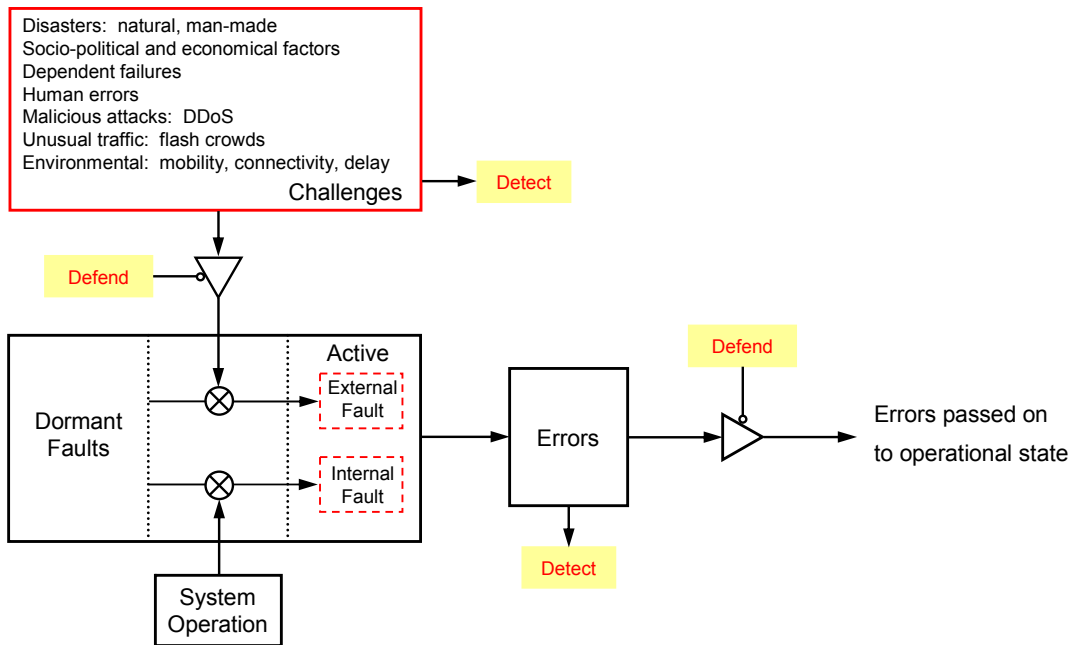 Disasters: natural, man-made
Socio-political and economical factors
Dependent failures
Human errors
Malicious attacks: DDoS
Unusual traffic: flash crowds
Environmental: mobility, connectivity, delay
Challenges
Detect
Defend
Dormant
Faults
Active
External
Fault
Internal
Fault
System
Operation
Errors
Detect
Defend
Errors passed on
to operational state